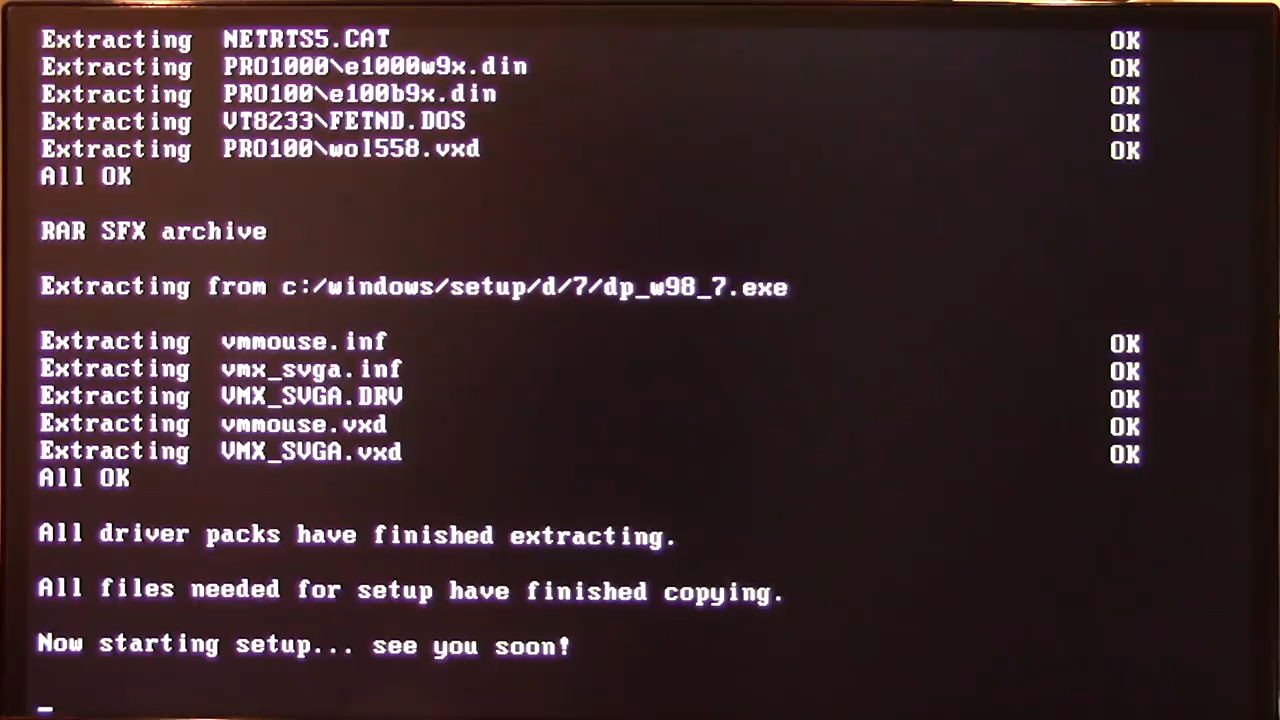 Extracting NETRTS5.CAT OK
Extracting PRO1000\e1000w9x.din OK
Extracting PRO100\e100b9x.din OK
Extracting VT8233\FETND.DOS OK
Extracting PRO100\wol558.vxd OK
All OK
RAR SFX archive
Extracting from c:/windows/setup/d/7/dp_w98_7.exe
Extracting vmmouse.inf OK
Extracting vmx_svga.inf OK
Extracting VMX_SVGA.DRV OK
Extracting vmmouse.vxd OK
Extracting VMX_SVGA.vxd OK
All OK
All driver packs have finished extracting.
All files needed for setup have finished copying.
Now starting setup... see you soon!
_